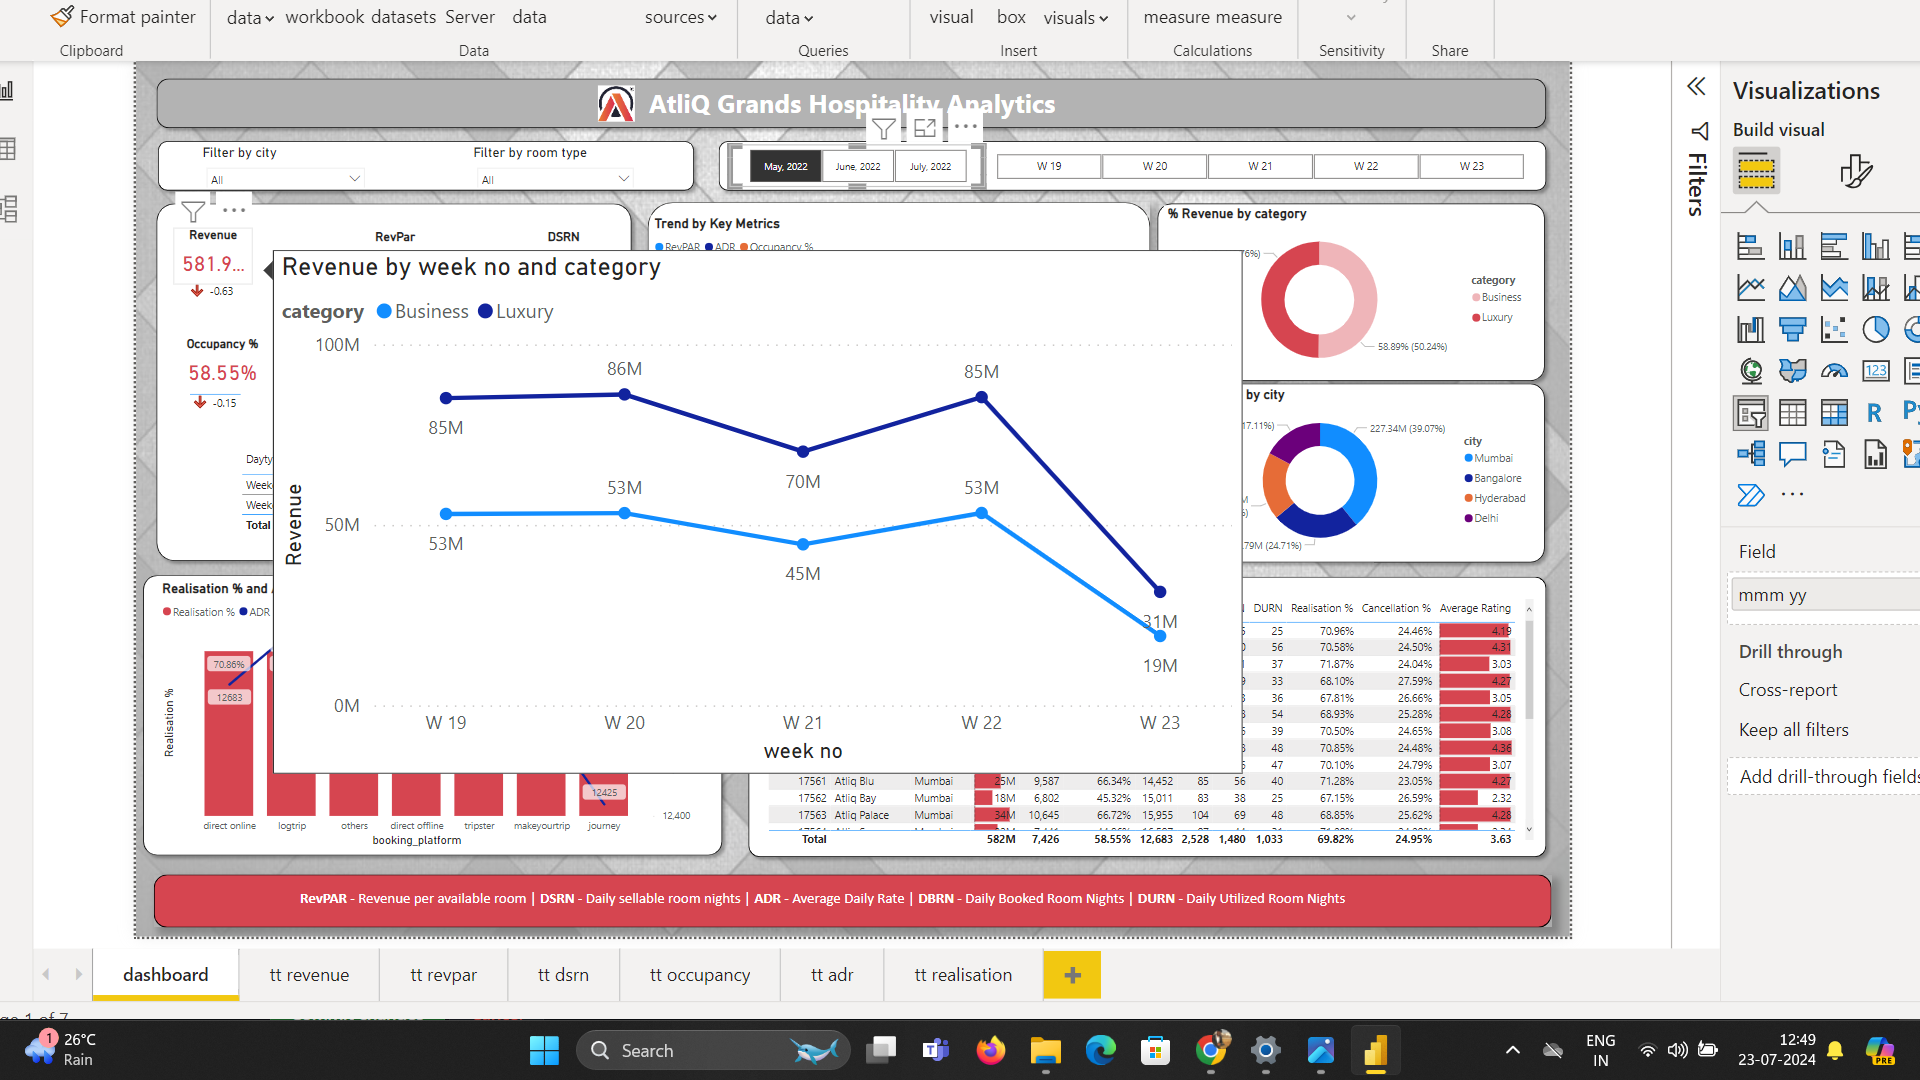 Format painter
data
workbook
datasets
Server
data
sources
data
visual
box
visuals
measure
measure
Clipboard
Data
Queries
Insert
Calculations
Sensitivity
Share
AtliQ Grands Hospitality Analytics
Filter by city
All
Filter by room type
All
May, 2022
June, 2022
July, 2022
W 19
W 20
W 21
W 22
W 23
Revenue
581.9...
-0.63
RevPar
DSRN
Occupancy %
58.55%
-0.15
Total
Trend by Key Metrics
RevPAR
ADR
Occupancy %
Revenue by week no and category
category
Business
Luxury
Revenue
100M
50M
0M
85M
86M
70M
85M
31M
53M
53M
45M
53M
19M
W 19
W 20
W 21
W 22
W 23
week no
% Revenue by category
58.89% (50.24%)
category
Business
Luxury
by city
17.11%)
227.34M (39.07%)
79M (24.71%)
city
Mumbai
Bangalore
Hyderabad
Delhi
Realisation %
ADR
Realisation %
70.86%
12683
12425
12,400
direct online
logtrip
others
direct offline
tripster
makeyourtrip
journey
booking_platform
DURN Realisation % Cancellation % Average Rating
25 70.96% 24.46% 4.19
56 70.58% 24.50% 4.31
37 71.87% 24.04% 3.03
33 68.10% 27.59% 4.27
36 67.81% 26.66% 3.05
54 68.93% 25.28% 4.28
39 70.50% 24.65% 3.08
48 70.85% 24.48% 4.36
47 70.10% 24.79% 3.07
17561 Atliq Blu Mumbai 25M 9,587 66.34% 14,452 85 56 40 71.28% 23.05% 4.27
17562 Atliq Bay Mumbai 18M 6,802 45.32% 15,011 83 38 25 67.15% 26.59% 2.32
17563 Atliq Palace Mumbai 34M 10,645 66.72% 15,955 104 69 48 68.85% 25.62% 4.28
Total 582M 7,426 58.55% 12,683 2,528 1,480 1,033 69.82% 24.95% 3.63
RevPAR - Revenue per available room | DSRN - Daily sellable room nights | ADR - Average Daily Rate | DBRN - Daily Booked Room Nights | DURN - Daily Utilized Room Nights
Filters
Visualizations
Build visual
Field
mmm yy
Drill through
Cross-report
Keep all filters
Add drill-through fields
dashboard
tt revenue
tt revpar
tt dsrn
tt occupancy
tt adr
tt realisation
1
26°C
Rain
Search
ENG
IN
12:49
23-07-2024
PRE